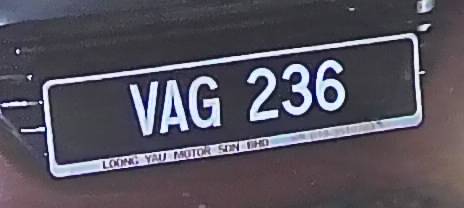 VAG 236
LOONG YAU MOTOR SDN BHD